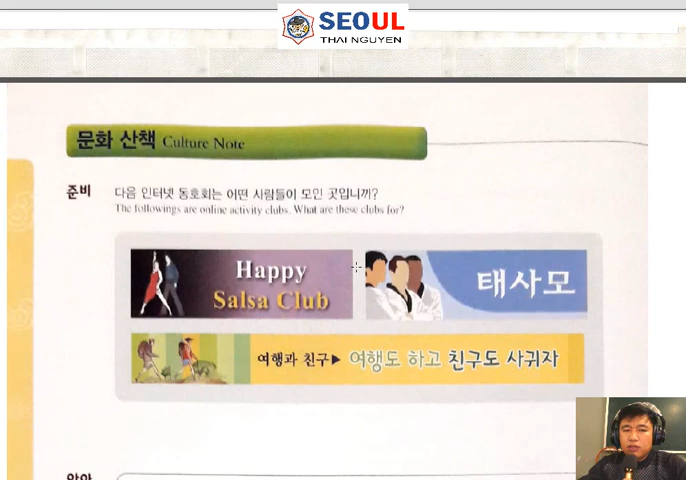 SEOUL
THAI NGUYEN
문화 산책 Culture Note
준비 다음 인터넷 동호회는 어떤 사람들이 모인 곳입니까?
The followings are online activity clubs. What are these clubs for?
Happy
Salsa Club
태사모
여행과 친구▶ 여행도 하고 친구도 사귀자